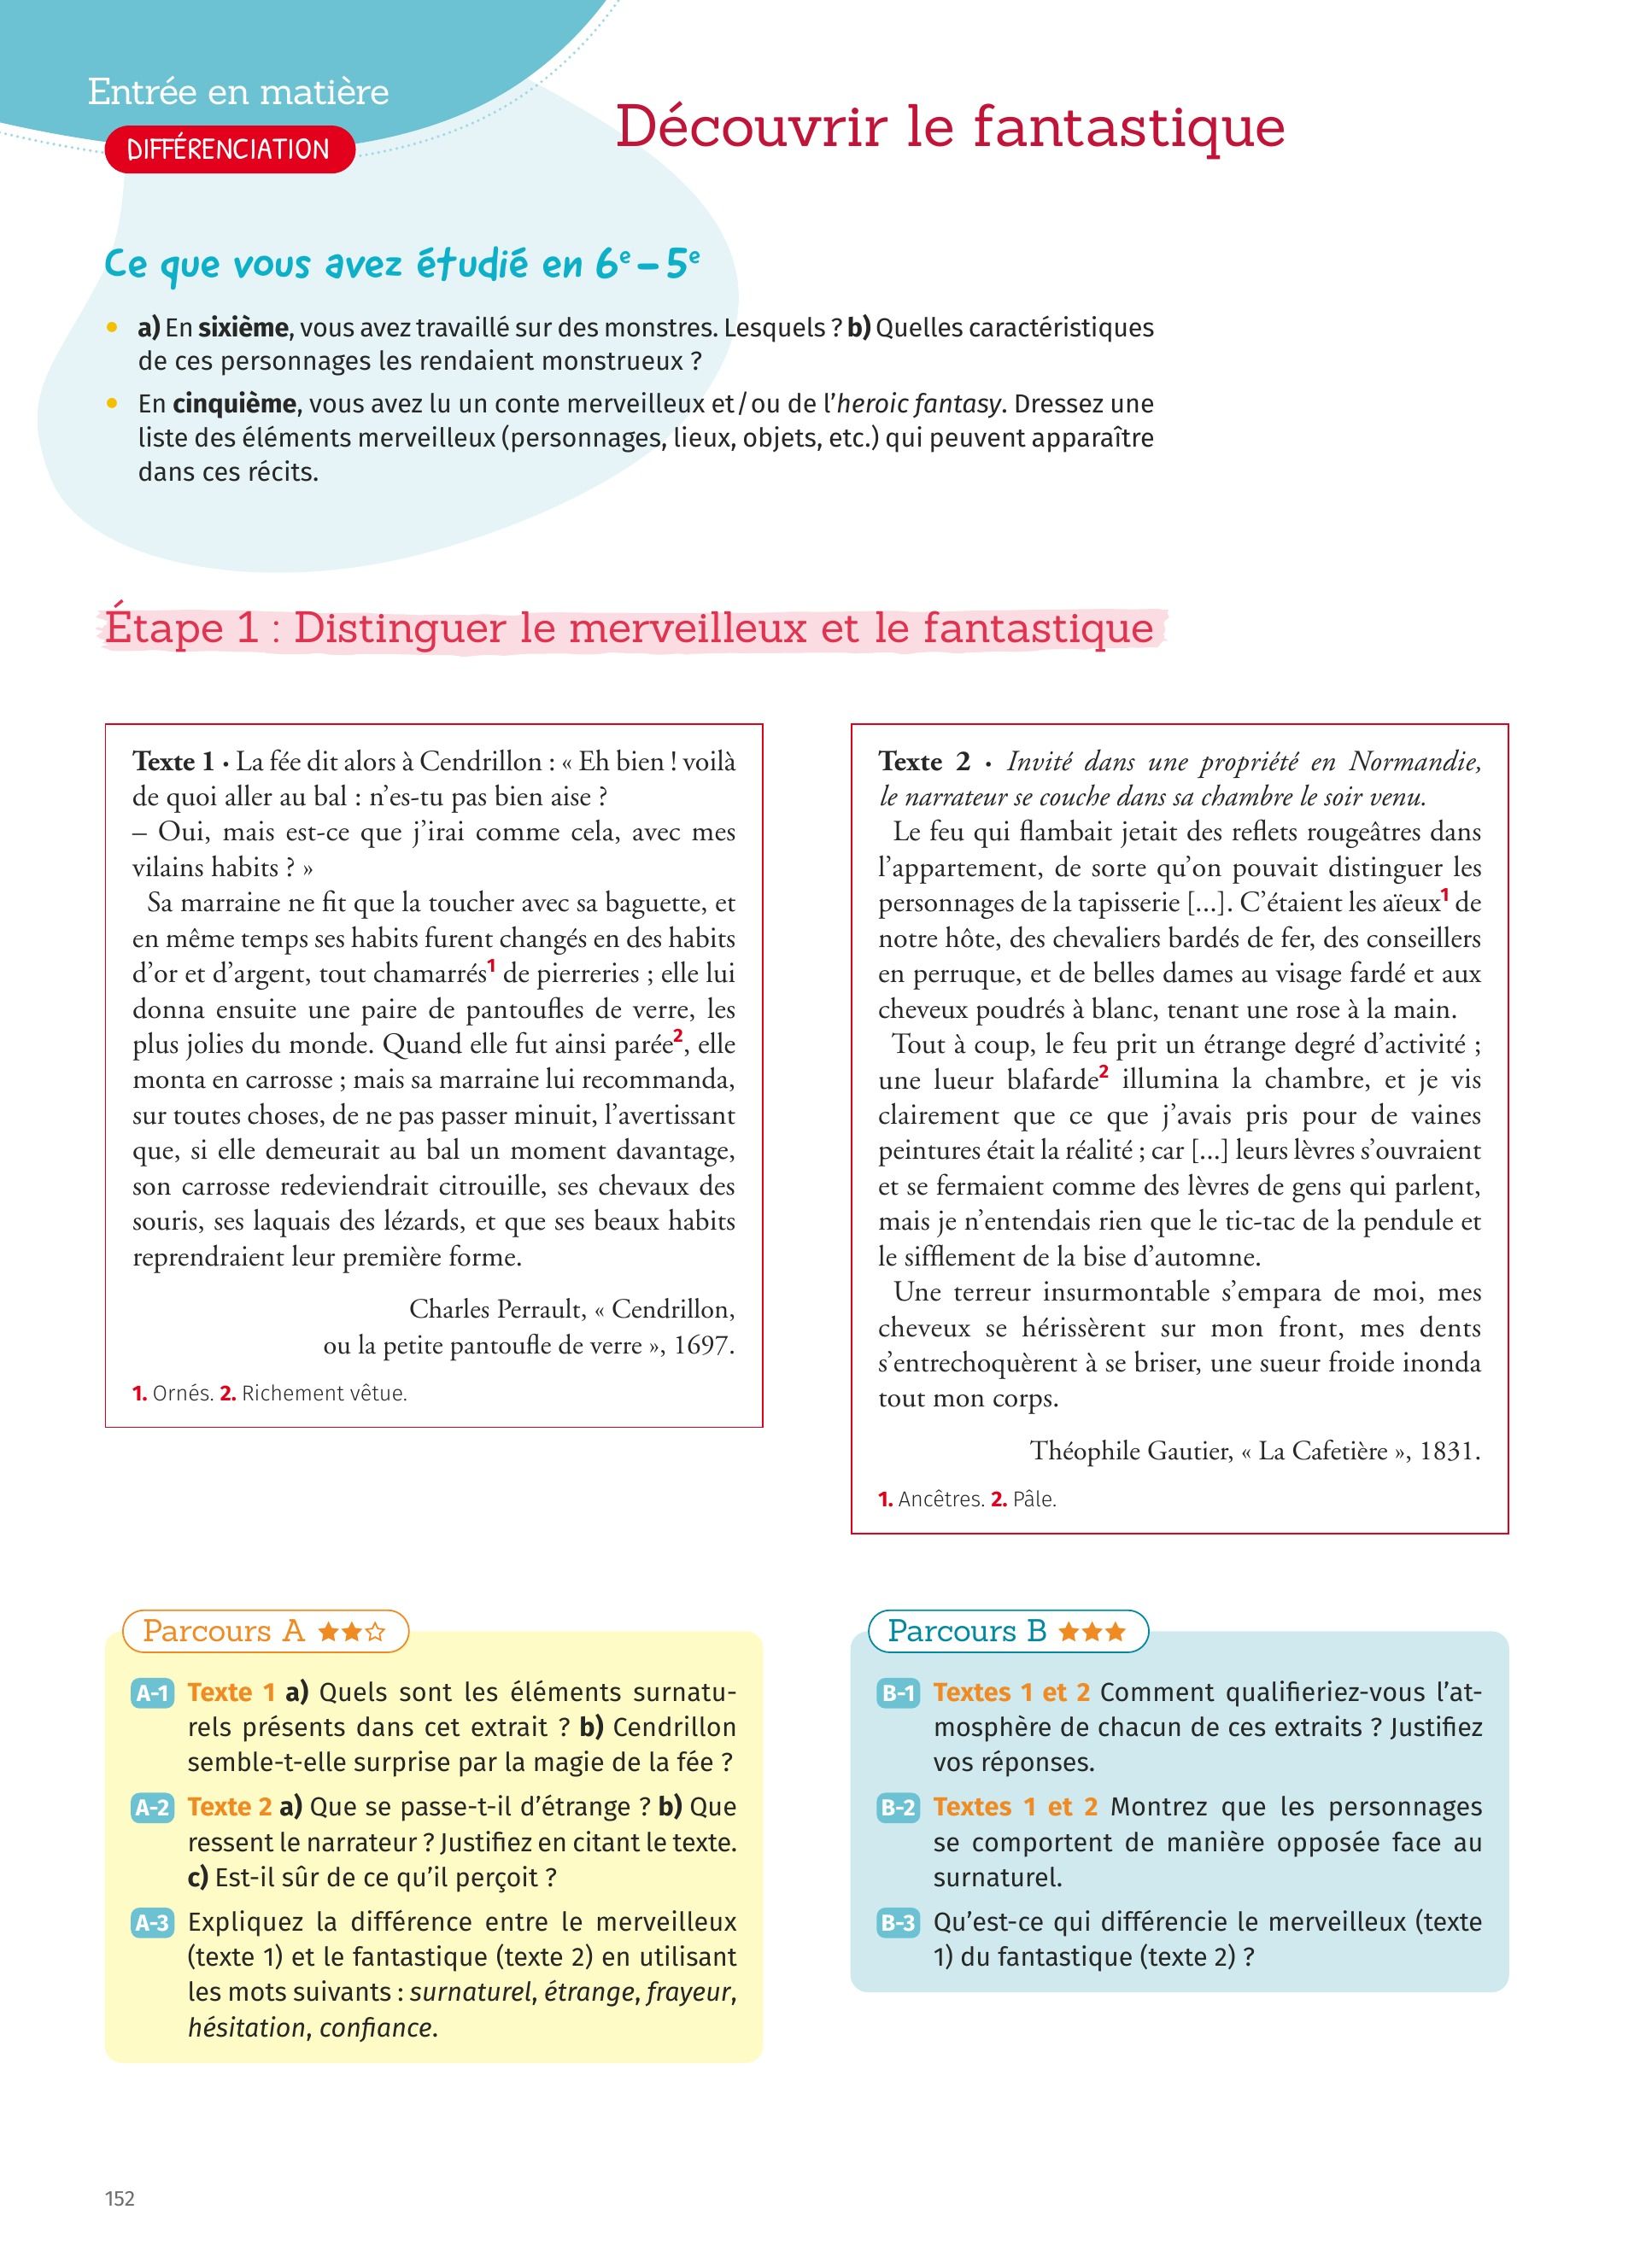 Entrée en matière
DIFFÉRENCIATION
Découvrir le fantastique
Ce que vous avez étudié en 6e – 5e
• a) En sixième, vous avez travaillé sur des monstres. Lesquels ? b) Quelles caractéristiques
de ces personnages les rendaient monstrueux ?
• En cinquième, vous avez lu un conte merveilleux et / ou de l'heroic fantasy. Dressez une
liste des éléments merveilleux (personnages, lieux, objets, etc.) qui peuvent apparaître
dans ces récits.
Étape 1 : Distinguer le merveilleux et le fantastique
Texte 1 · La fée dit alors à Cendrillon : « Eh bien ! voilà
de quoi aller au bal : n'es-tu pas bien aise ?
– Oui, mais est-ce que j'irai comme cela, avec mes
vilains habits ? »
Sa marraine ne fit que la toucher avec sa baguette, et
en même temps ses habits furent changés en des habits
d'or et d'argent, tout chamarrés1 de pierreries ; elle lui
donna ensuite une paire de pantoufles de verre, les
plus jolies du monde. Quand elle fut ainsi parée2, elle
monta en carrosse ; mais sa marraine lui recommanda,
sur toutes choses, de ne pas passer minuit, l'avertissant
que, si elle demeurait au bal un moment davantage,
son carrosse redeviendrait citrouille, ses chevaux des
souris, ses laquais des lézards, et que ses beaux habits
reprendraient leur première forme.
Charles Perrault, « Cendrillon,
ou la petite pantoufle de verre », 1697.
1. Ornés. 2. Richement vêtue.
Texte 2 · Invité dans une propriété en Normandie,
le narrateur se couche dans sa chambre le soir venu.
Le feu qui flambait jetait des reflets rougeâtres dans
l'appartement, de sorte qu'on pouvait distinguer les
personnages de la tapisserie [...]. C'étaient les aïeux1 de
notre hôte, des chevaliers bardés de fer, des conseillers
en perruque, et de belles dames au visage fardé et aux
cheveux poudrés à blanc, tenant une rose à la main.
Tout à coup, le feu prit un étrange degré d'activité ;
une lueur blafarde2 illumina la chambre, et je vis
clairement que ce que j'avais pris pour de vaines
peintures était la réalité ; car [...] leurs lèvres s'ouvraient
et se fermaient comme des lèvres de gens qui parlent,
mais je n'entendais rien que le tic-tac de la pendule et
le sifflement de la bise d'automne.
Une terreur insurmontable s'empara de moi, mes
cheveux se hérissèrent sur mon front, mes dents
s'entrechoquèrent à se briser, une sueur froide inonda
tout mon corps.
Théophile Gautier, « La Cafetière », 1831.
1. Ancêtres. 2. Pâle.
Parcours A ★★☆
A-1 Texte 1 a) Quels sont les éléments surnatu-
rels présents dans cet extrait ? b) Cendrillon
semble-t-elle surprise par la magie de la fée ?
A-2 Texte 2 a) Que se passe-t-il d'étrange ? b) Que
ressent le narrateur ? Justifiez en citant le texte.
c) Est-il sûr de ce qu'il perçoit ?
A-3 Expliquez la différence entre le merveilleux
(texte 1) et le fantastique (texte 2) en utilisant
les mots suivants : surnaturel, étrange, frayeur,
hésitation, confiance.
Parcours B ★★★
B-1 Textes 1 et 2 Comment qualifieriez-vous l'at-
mosphère de chacun de ces extraits ? Justifiez
vos réponses.
B-2 Textes 1 et 2 Montrez que les personnages
se comportent de manière opposée face au
surnaturel.
B-3 Qu'est-ce qui différencie le merveilleux (texte
1) du fantastique (texte 2) ?
152